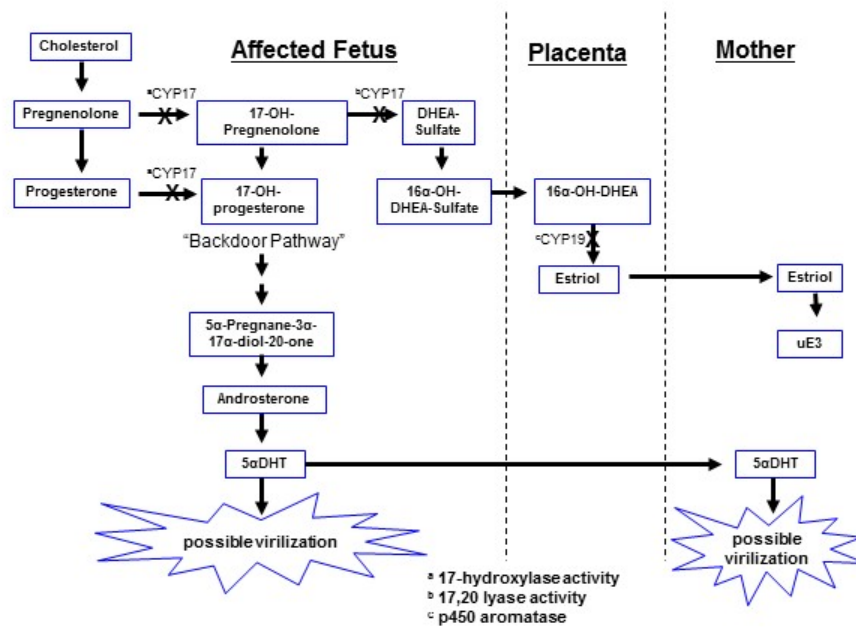 Affected Fetus
Placenta
Mother
Cholesterol
ᵃCYP17
ᵇCYP17
Pregnenolone
17-OH-
Pregnenolone
DHEA-
Sulfate
ᵃCYP17
Progesterone
17-OH-
progesterone
16α-OH-
DHEA-Sulfate
16α-OH-DHEA
"Backdoor Pathway"
ᶜCYP19
Estriol
Estriol
5α-Pregnane-3α-
17α-diol-20-one
uE3
Androsterone
5αDHT
5αDHT
possible virilization
possible
virilization
ᵃ 17-hydroxylase activity
ᵇ 17,20 lyase activity
ᶜ p450 aromatase